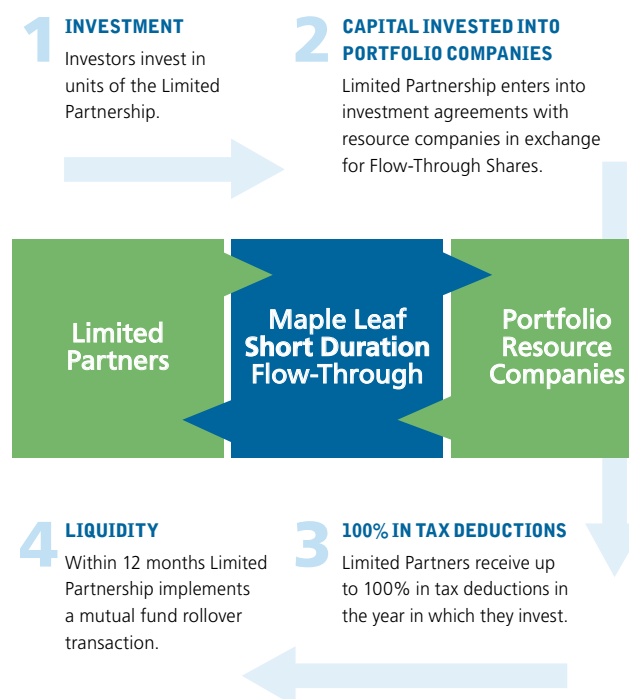 1
INVESTMENT
Investors invest in
units of the Limited
Partnership.
2
CAPITAL INVESTED INTO
PORTFOLIO COMPANIES
Limited Partnership enters into
investment agreements with
resource companies in exchange
for Flow-Through Shares.
Limited
Partners
Maple Leaf
Short Duration
Flow-Through
Portfolio
Resource
Companies
4
LIQUIDITY
Within 12 months Limited
Partnership implements
a mutual fund rollover
transaction.
3
100% IN TAX DEDUCTIONS
Limited Partners receive up
to 100% in tax deductions in
the year in which they invest.